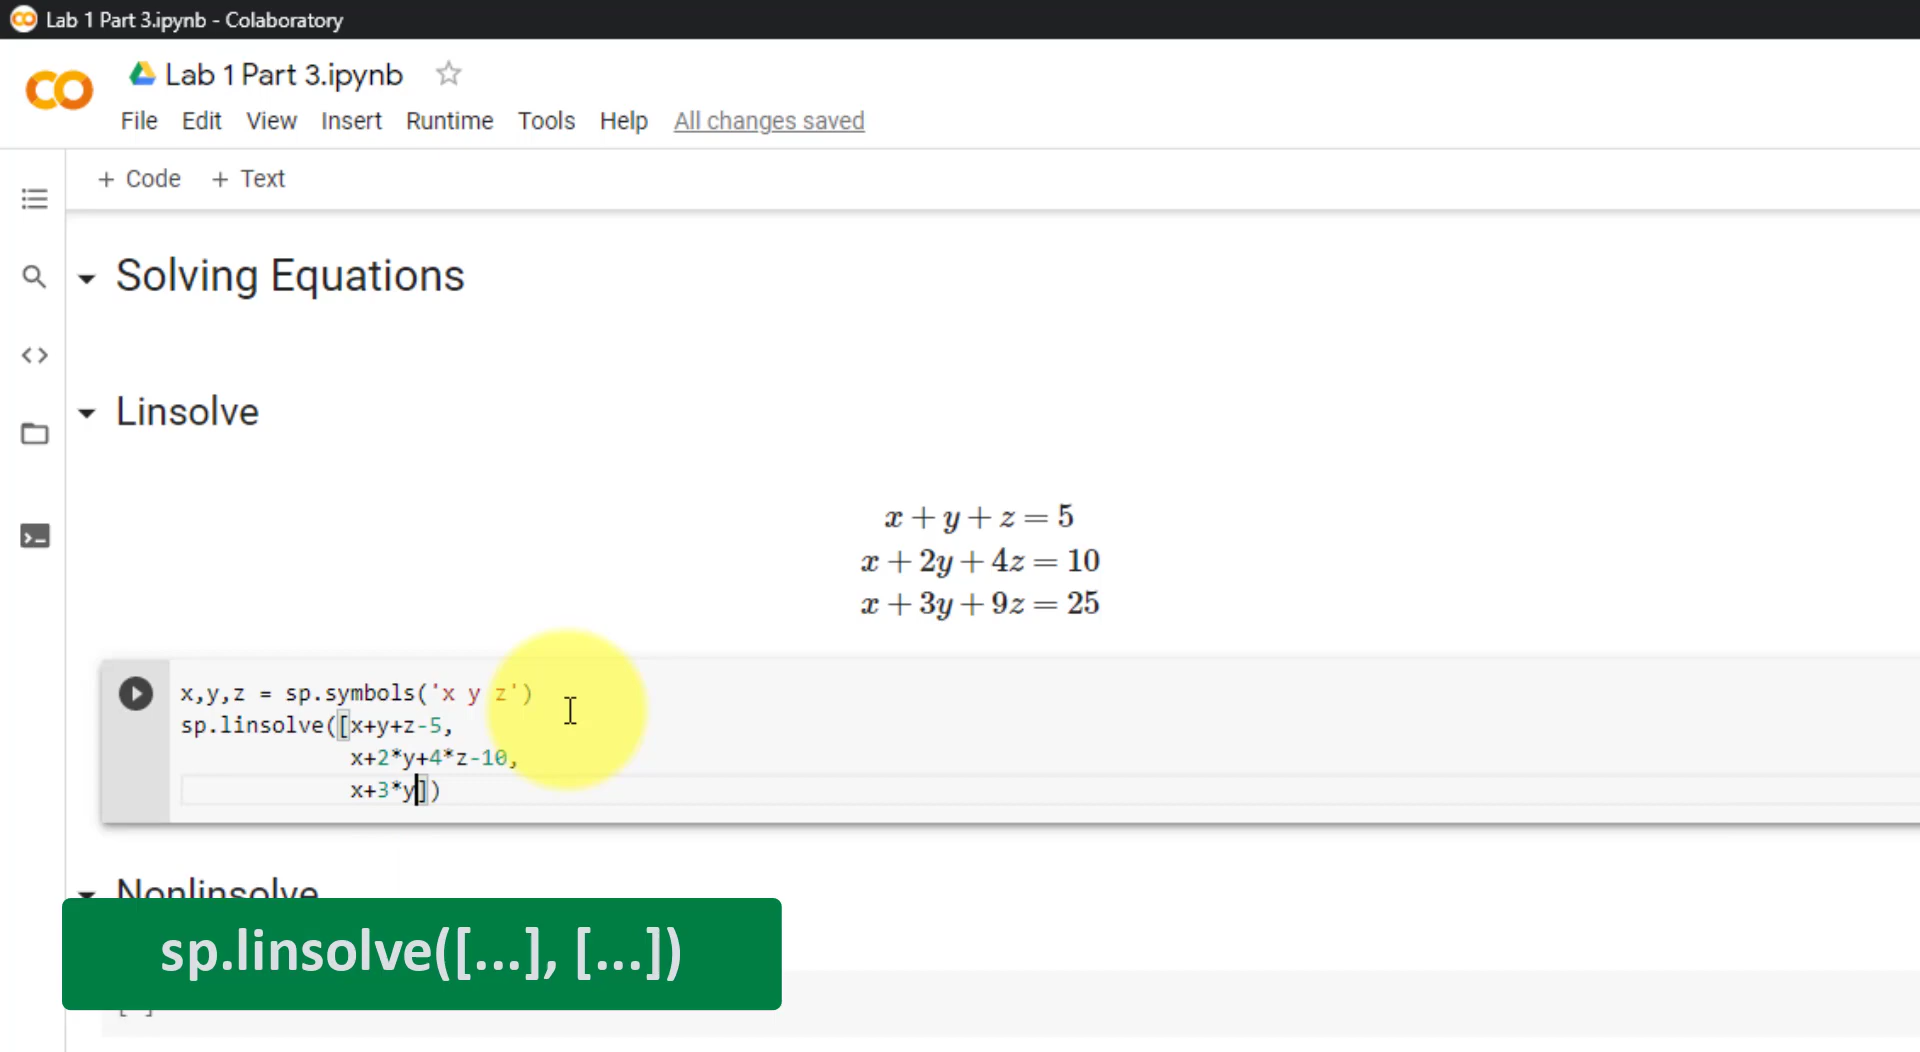 Lab 1 Part 3.ipynb - Colaboratory
Lab 1 Part 3.ipynb
File Edit View Insert Runtime Tools Help All changes saved
+ Code + Text
Solving Equations
Linsolve
x + y + z = 5
x + 2y + 4z = 10
x + 3y + 9z = 25
x,y,z = sp.symbols('x y z')
sp.linsolve([x+y+z-5,
x+2*y+4*z-10,
x+3*y])
Nonlinsolve
sp.linsolve([...], [...])
[ ]